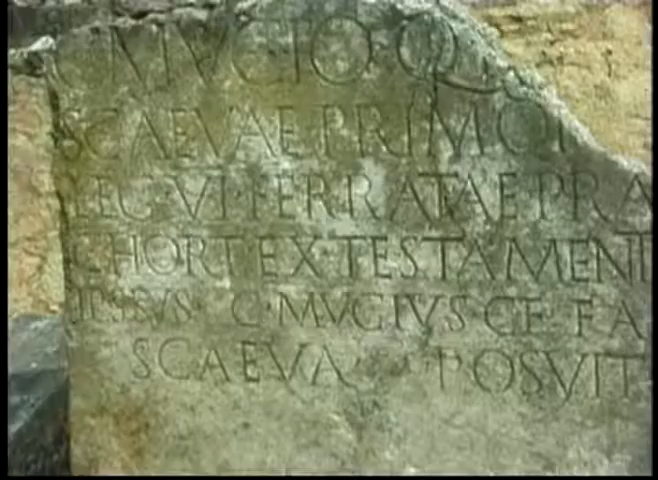 C MVCIO Q
SCAEVAE PRIMO
LEG·VI·FERRATAE PRA
CHORT EX TESTAMENT
IPSIVS C·MVCIVS C F FA
SCAEVA POSVIT